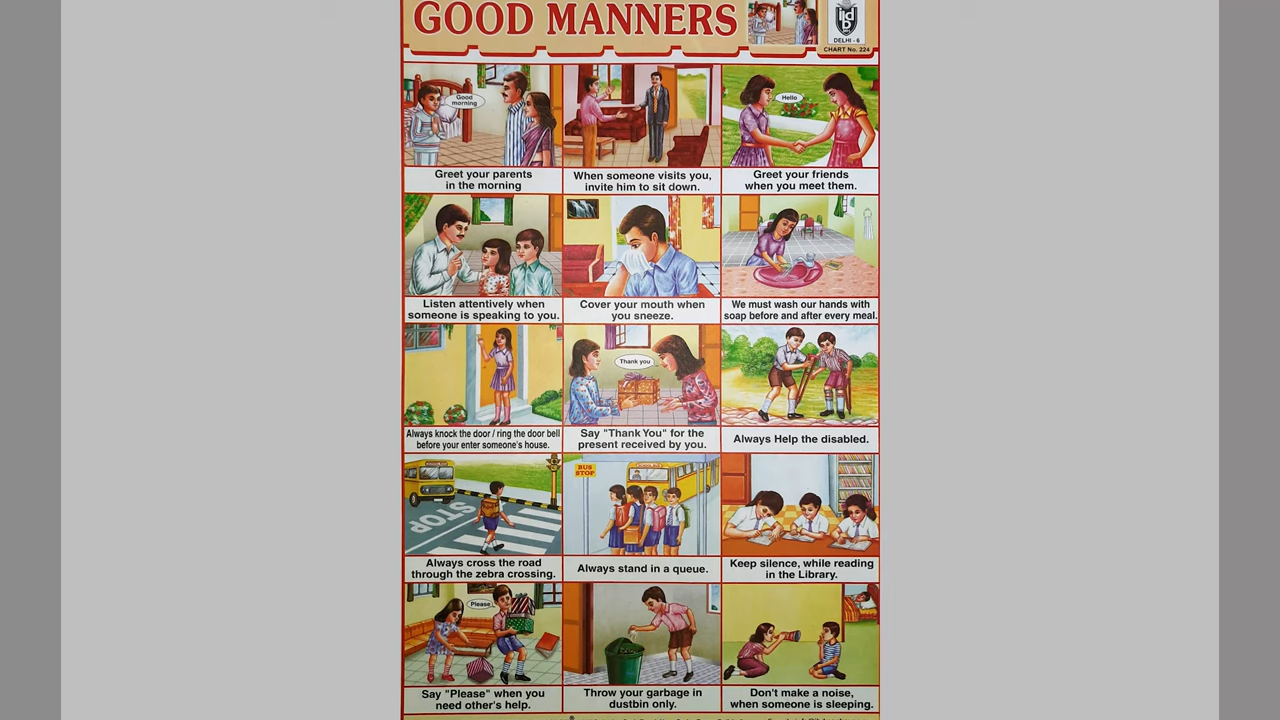 GOOD MANNERS
DELHI - 6
CHART No. 224
Good
morning
Greet your parents
in the morning
When someone visits you,
invite him to sit down.
Hello
Greet your friends
when you meet them.
Listen attentively when
someone is speaking to you.
Cover your mouth when
you sneeze.
We must wash our hands with
soap before and after every meal.
Always knock the door / ring the door bell
before your enter someone's house.
Thank you
Say "Thank You" for the
present received by you.
Always Help the disabled.
STOP
Always cross the road
through the zebra crossing.
BUS
STOP
SCHOOL BUS
Always stand in a queue.
Keep silence, while reading
in the Library.
Please
Say "Please" when you
need other's help.
Throw your garbage in
dustbin only.
Don't make a noise,
when someone is sleeping.